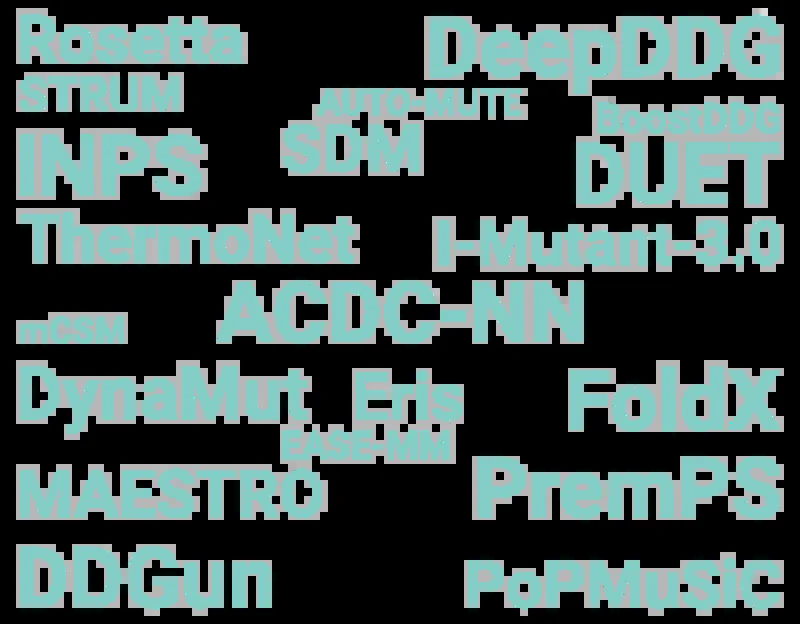 Rosetta DeepDDG
STRUM AUTO-MUTE BoostDDG
INPS SDM DUET
ThermoNet I-Mutant-3.0
mCSM ACDC-NN
DynaMut Eris FoldX
EASE-MM
MAESTRO PremPS
DDGun PoPMuSiC